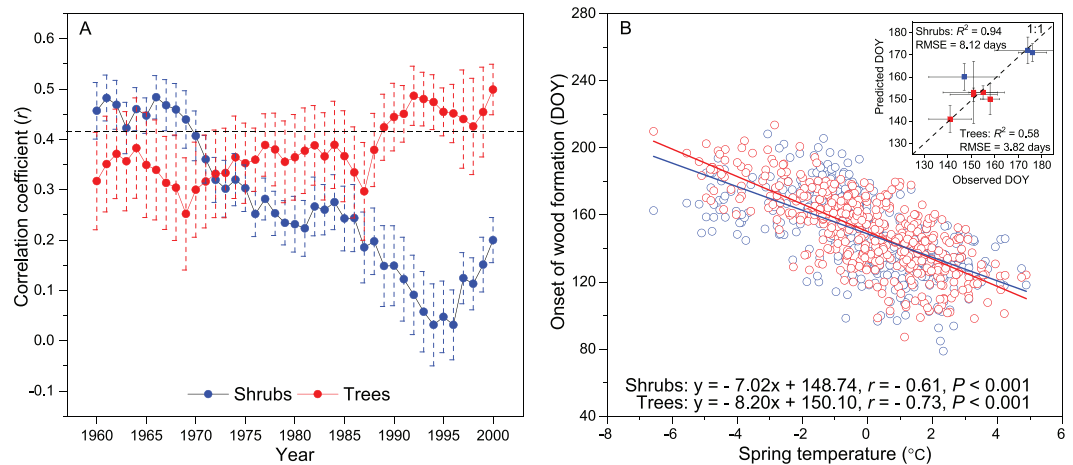 A
Correlation coefficient (r)
0.6
0.5
0.4
0.3
0.2
0.1
0.0
-0.1
Shrubs Trees
1960 1965 1970 1975 1980 1985 1990 1995 2000
Year
B
Onset of wood formation (DOY)
280
240
200
160
120
80
40
Shrubs: y = - 7.02x + 148.74, r = - 0.61, P < 0.001
Trees: y = - 8.20x + 150.10, r = - 0.73, P < 0.001
-8 -6 -4 -2 0 2 4 6
Spring temperature (°C)
Predicted DOY
180
170
160
150
140
130
Shrubs: R² = 0.94
RMSE = 8.12 days
1:1
Trees: R² = 0.58
RMSE = 3.82 days
130 140 150 160 170 180
Observed DOY